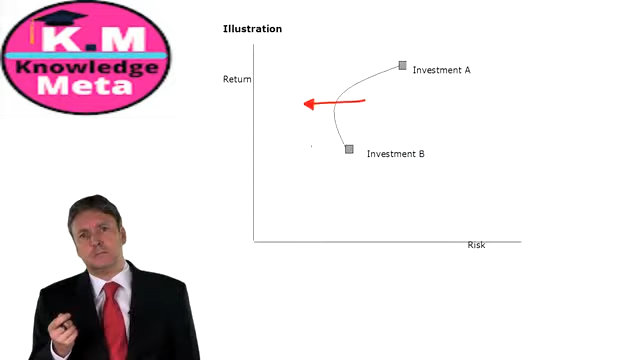 K.M
Knowledge
Meta
Illustration
Return
Investment A
Investment B
Risk